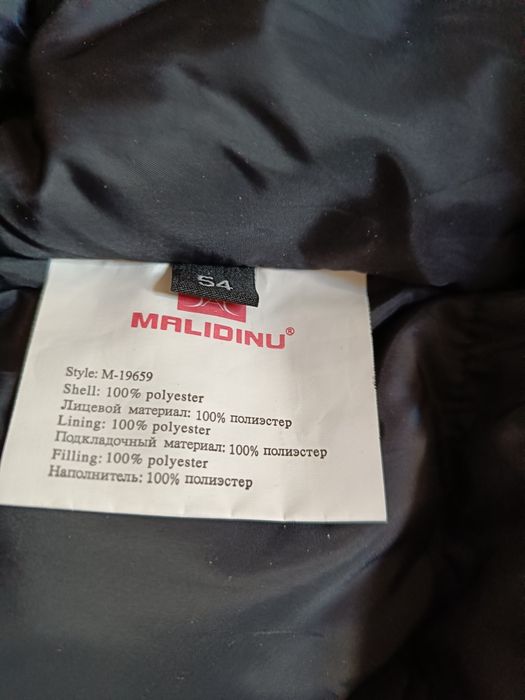 54
MALIDINU®
Style: M-19659
Shell: 100% polyester
Лицевой материал: 100% полиэстер
Lining: 100% polyester
Подкладочный материал: 100% полиэстер
Filling: 100% polyester
Наполнитель: 100% полиэстер